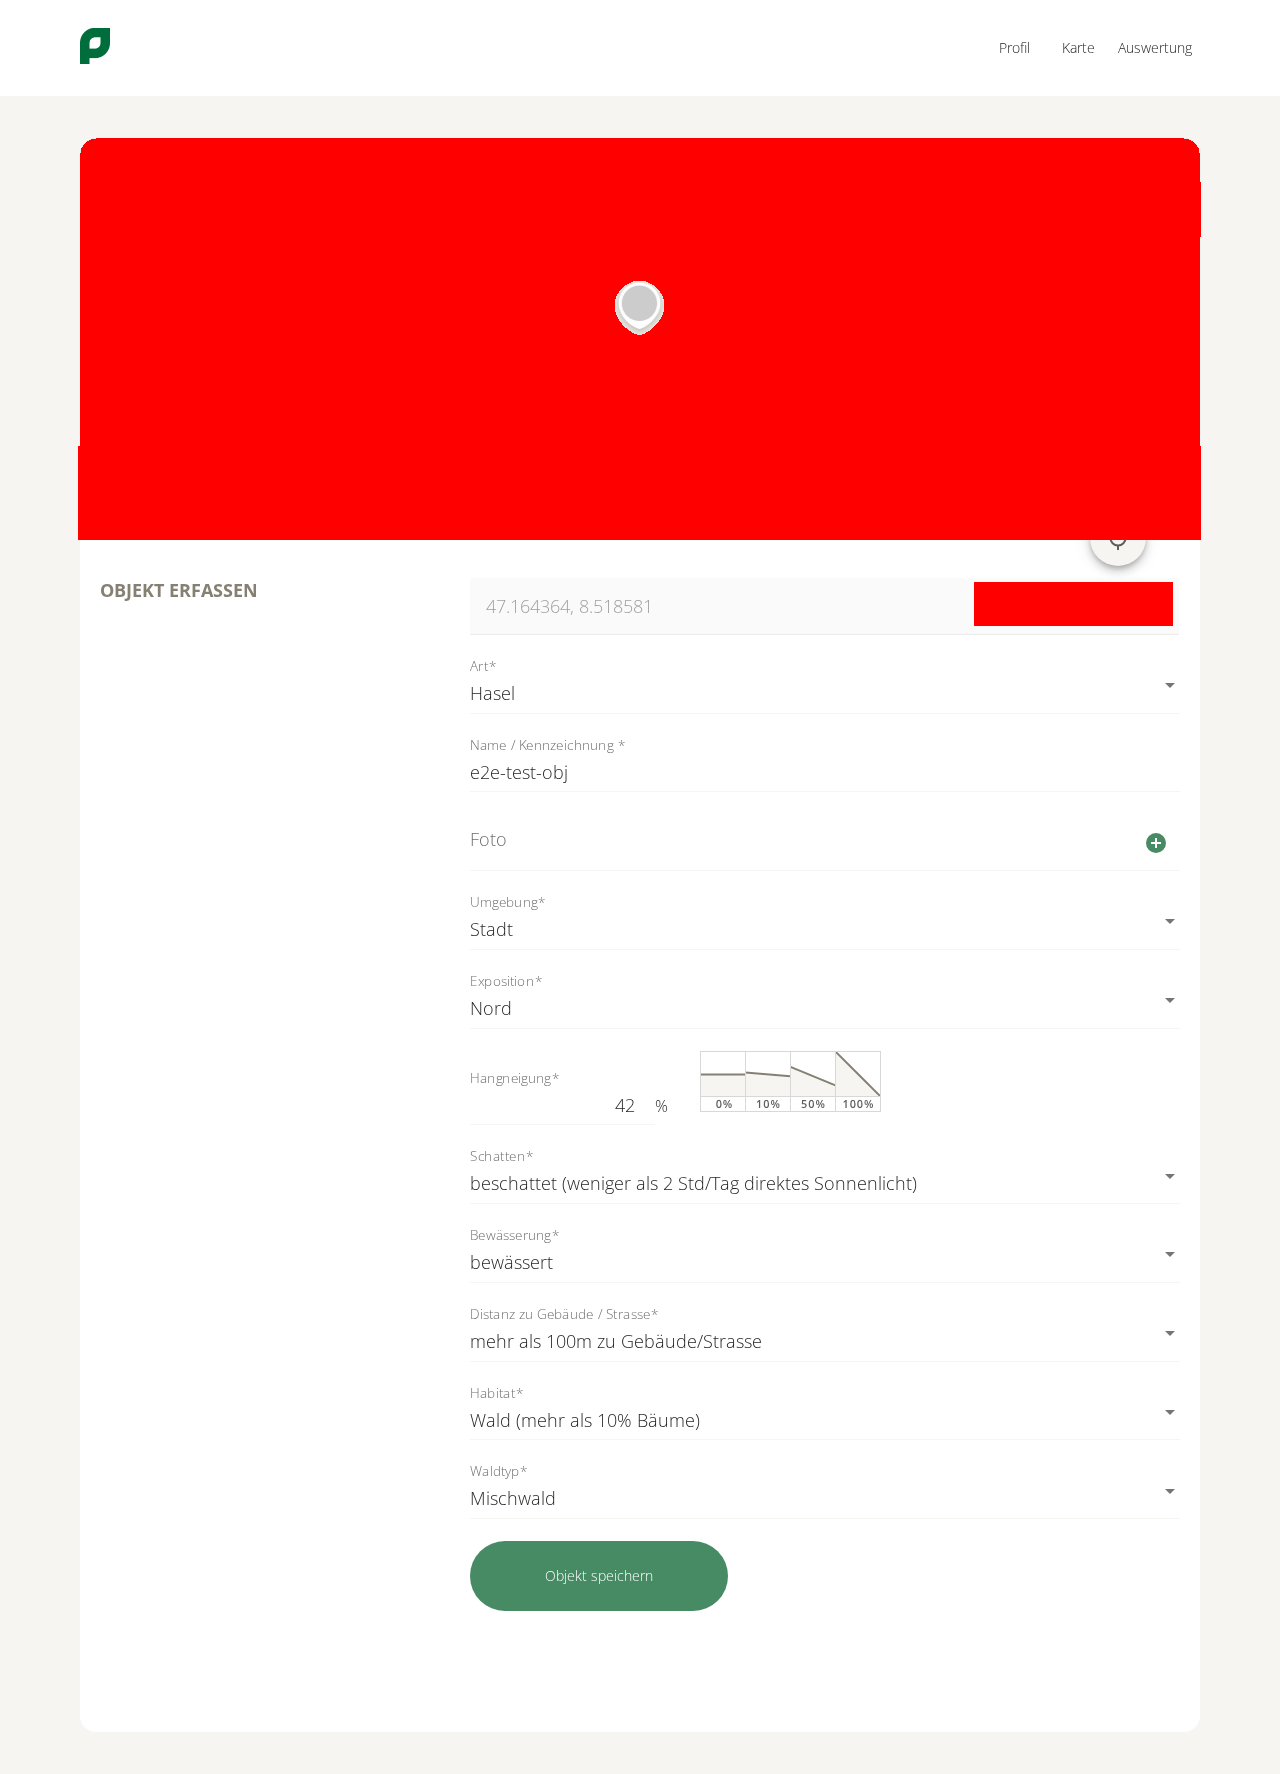 Profil Karte Auswertung
OBJEKT ERFASSEN
47.164364, 8.518581
Art*
Hasel
Name / Kennzeichnung *
e2e-test-obj
Foto
Umgebung*
Stadt
Exposition*
Nord
Hangneigung*
42 %
0% 10% 50% 100%
Schatten*
beschattet (weniger als 2 Std/Tag direktes Sonnenlicht)
Bewässerung*
bewässert
Distanz zu Gebäude / Strasse*
mehr als 100m zu Gebäude/Strasse
Habitat*
Wald (mehr als 10% Bäume)
Waldtyp*
Mischwald
Objekt speichern